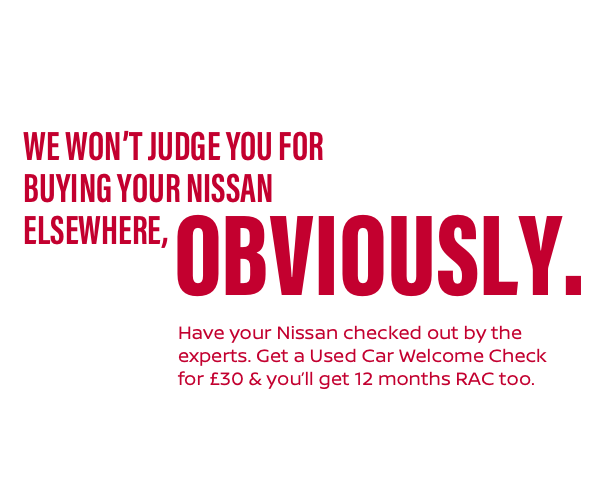 WE WON'T JUDGE YOU FOR
BUYING YOUR NISSAN
ELSEWHERE, OBVIOUSLY.
Have your Nissan checked out by the
experts. Get a Used Car Welcome Check
for £30 & you'll get 12 months RAC too.